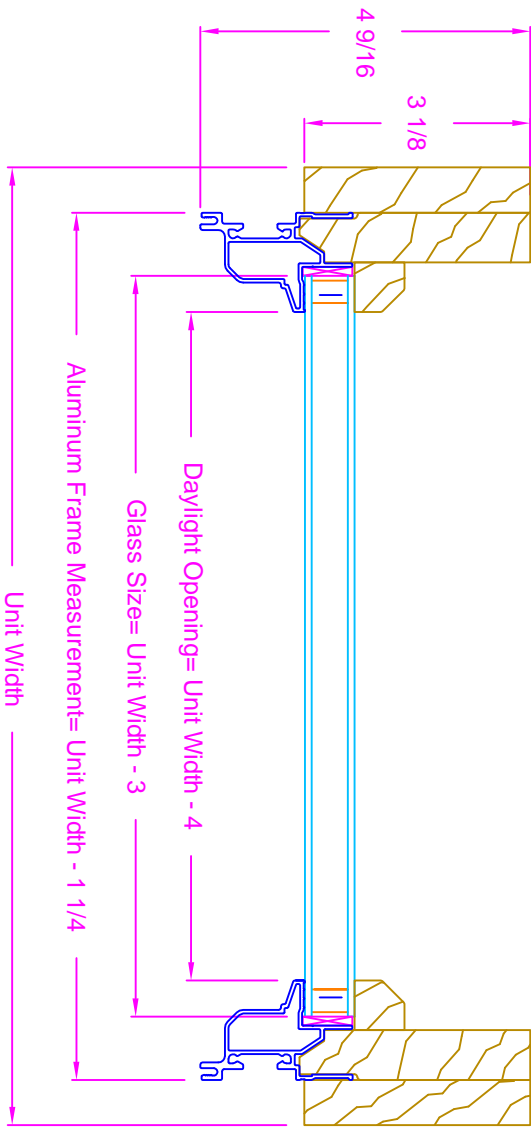 4 9/16
3 1/8
Daylight Opening= Unit Width - 4
Glass Size= Unit Width - 3
Aluminum Frame Measurement= Unit Width - 1 1/4
Unit Width